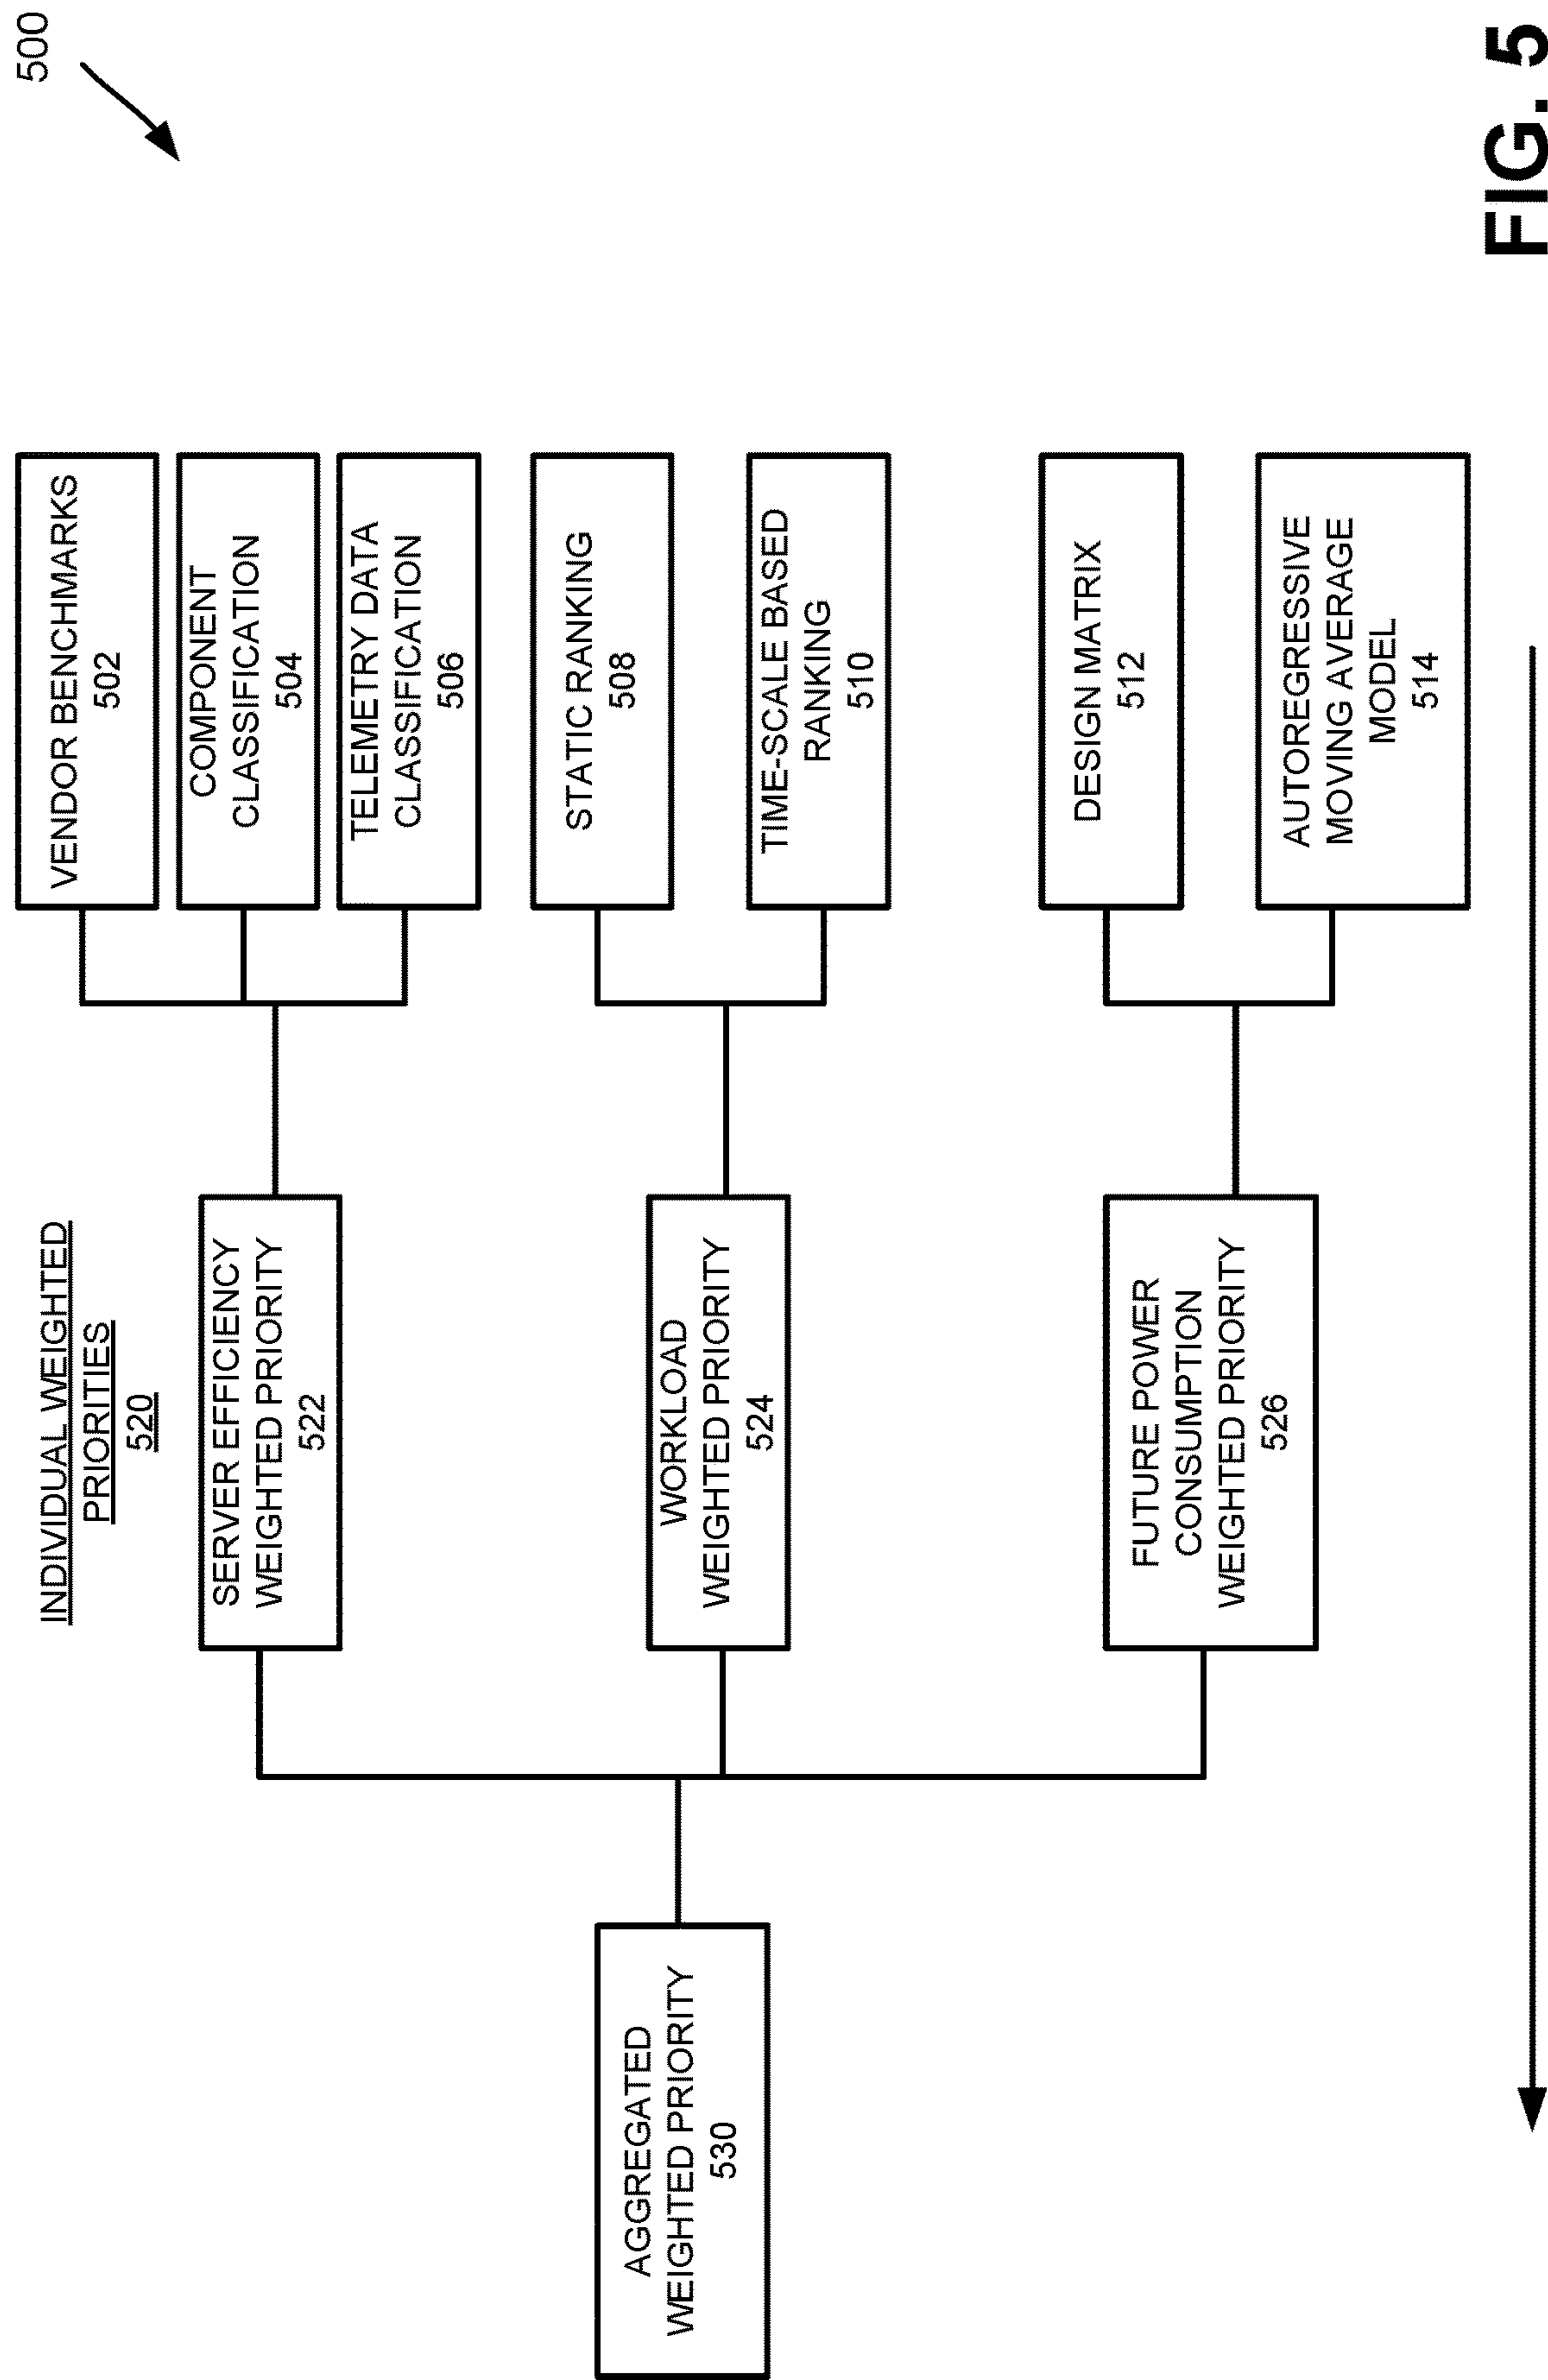 500
INDIVIDUAL WEIGHTED
PRIORITIES
520
AGGREGATED
WEIGHTED PRIORITY
530
SERVER EFFICIENCY
WEIGHTED PRIORITY
522
WORKLOAD
WEIGHTED PRIORITY
524
FUTURE POWER
CONSUMPTION
WEIGHTED PRIORITY
526
VENDOR BENCHMARKS
502
COMPONENT
CLASSIFICATION
504
TELEMETRY DATA
CLASSIFICATION
506
STATIC RANKING
508
TIME-SCALE BASED
RANKING
510
DESIGN MATRIX
512
AUTOREGRESSIVE
MOVING AVERAGE
MODEL
514
FIG. 5